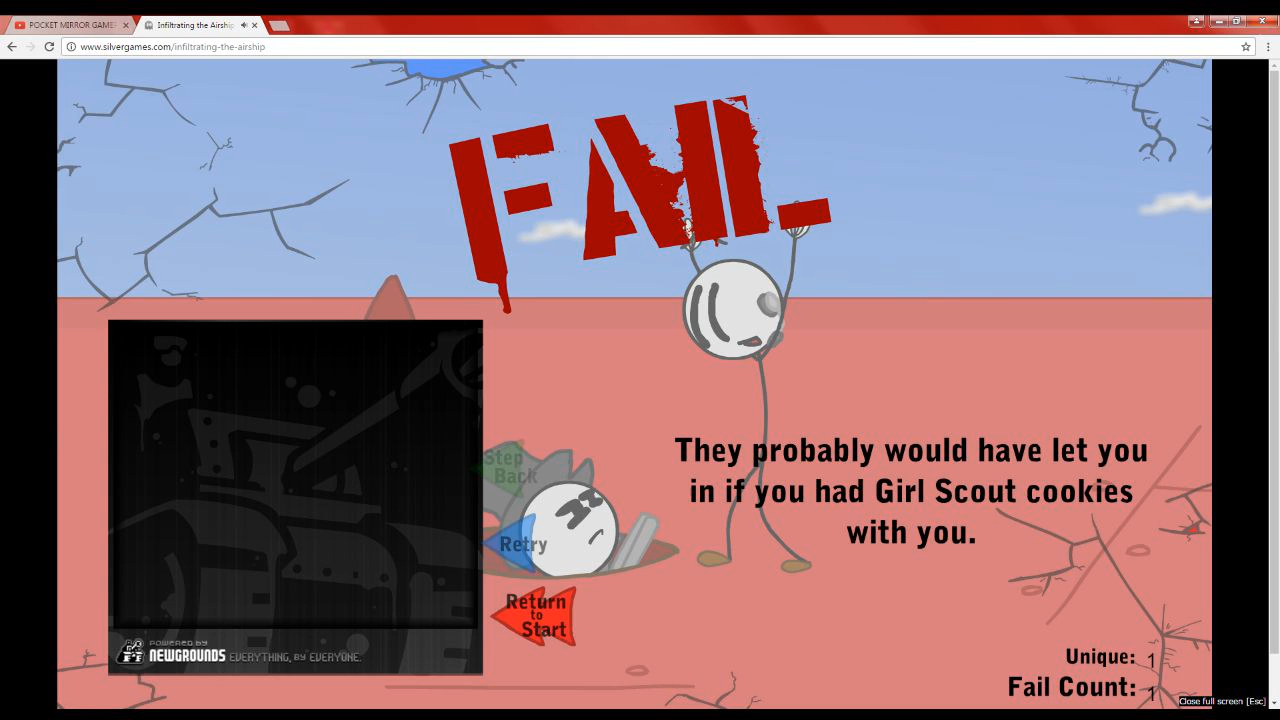 POCKET MIRROR GAME
Infiltrating the Airship
www.silvergames.com/infiltrating-the-airship
FAIL
They probably would have let you
in if you had Girl Scout cookies
with you.
Step
Back
Retry
Return
to
Start
POWERED BY
NEWGROUNDS EVERYTHING, BY EVERYONE.
Unique: 1
Fail Count: 1
Close full screen [Esc]